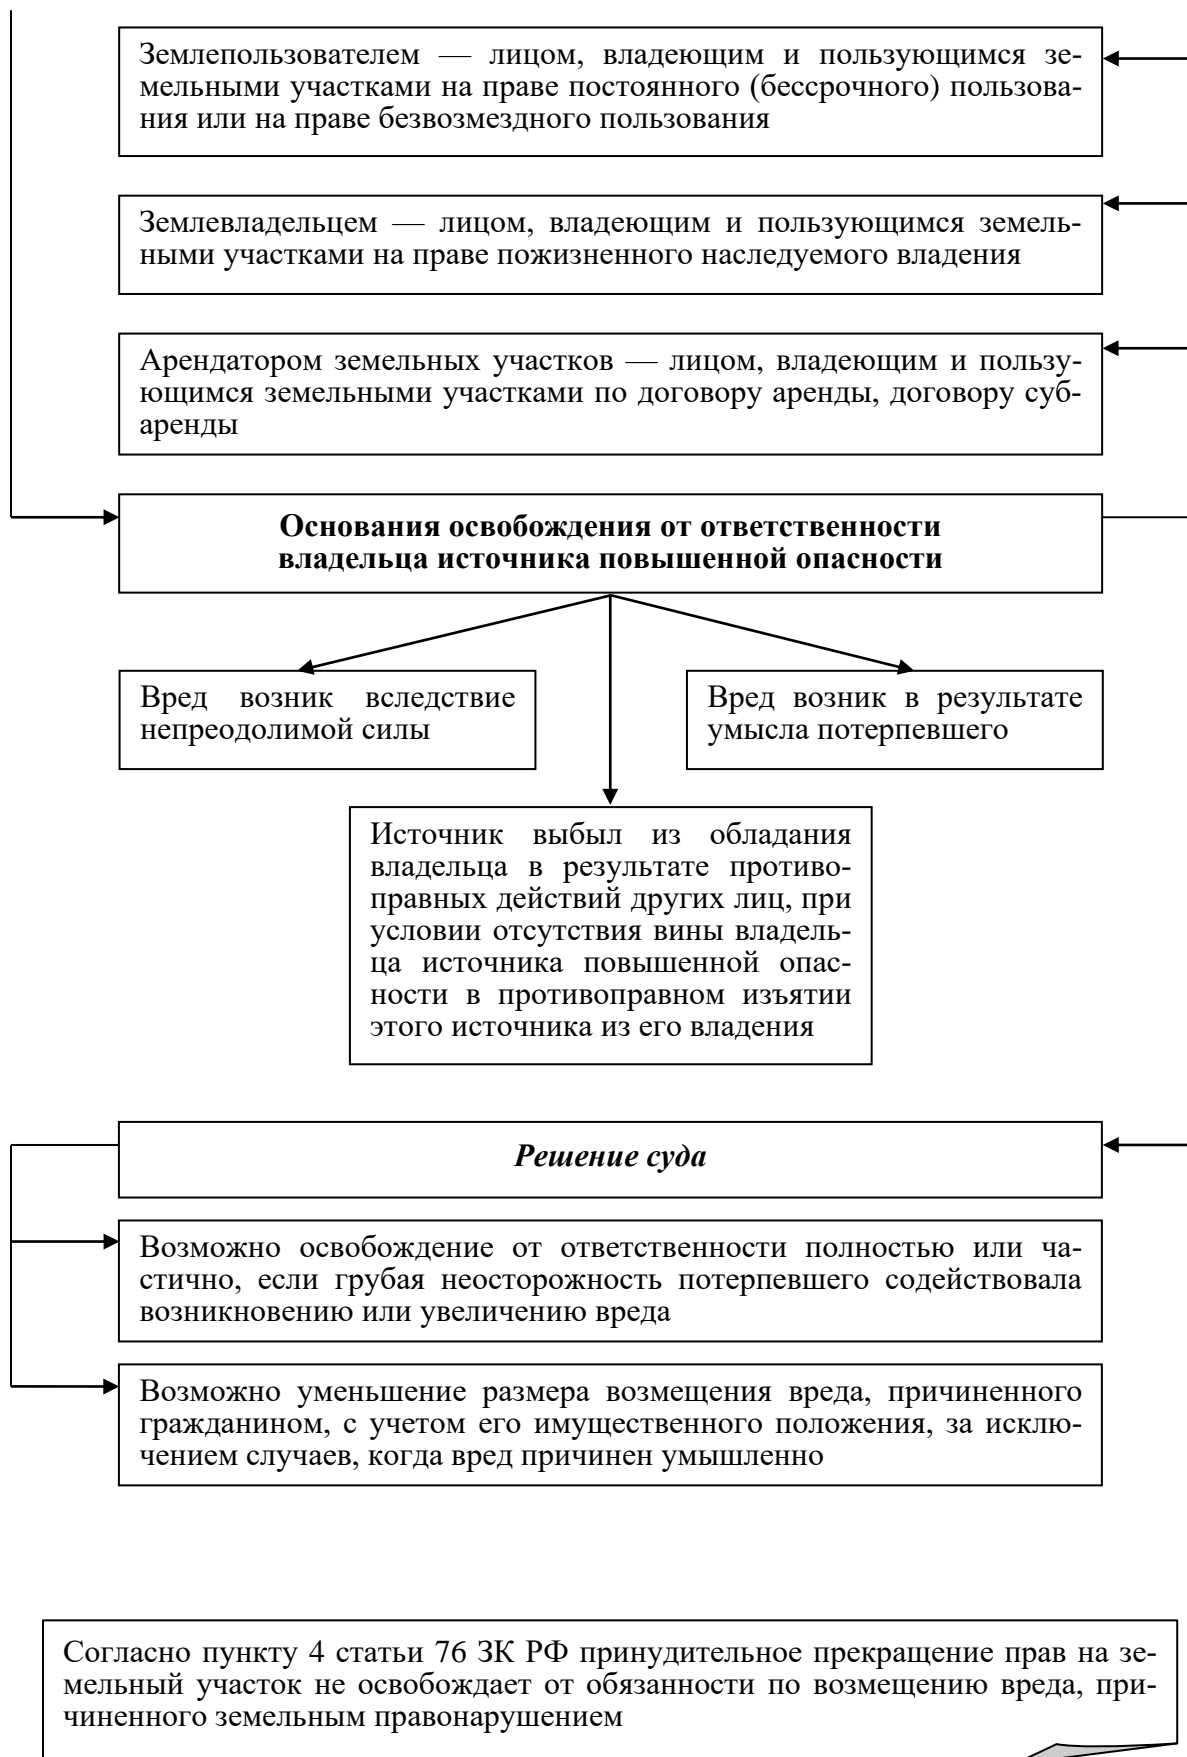 Землепользователем — лицом, владеющим и пользующимся зе-
мельными участками на праве постоянного (бессрочного) пользова-
ния или на праве безвозмездного пользования
Землевладельцем — лицом, владеющим и пользующимся земель-
ными участками на праве пожизненного наследуемого владения
Арендатором земельных участков — лицом, владеющим и пользу-
ющимся земельными участками по договору аренды, договору суб-
аренды
Основания освобождения от ответственности
владельца источника повышенной опасности
Вред возник вследствие
непреодолимой силы
Вред возник в результате
умысла потерпевшего
Источник выбыл из обладания
владельца в результате противо-
правных действий других лиц, при
условии отсутствия вины владель-
ца источника повышенной опас-
ности в противоправном изъятии
этого источника из его владения
Решение суда
Возможно освобождение от ответственности полностью или ча-
стично, если грубая неосторожность потерпевшего содействовала
возникновению или увеличению вреда
Возможно уменьшение размера возмещения вреда, причиненного
гражданином, с учетом его имущественного положения, за исклю-
чением случаев, когда вред причинен умышленно
Согласно пункту 4 статьи 76 ЗК РФ принудительное прекращение прав на зе-
мельный участок не освобождает от обязанности по возмещению вреда, при-
чиненного земельным правонарушением